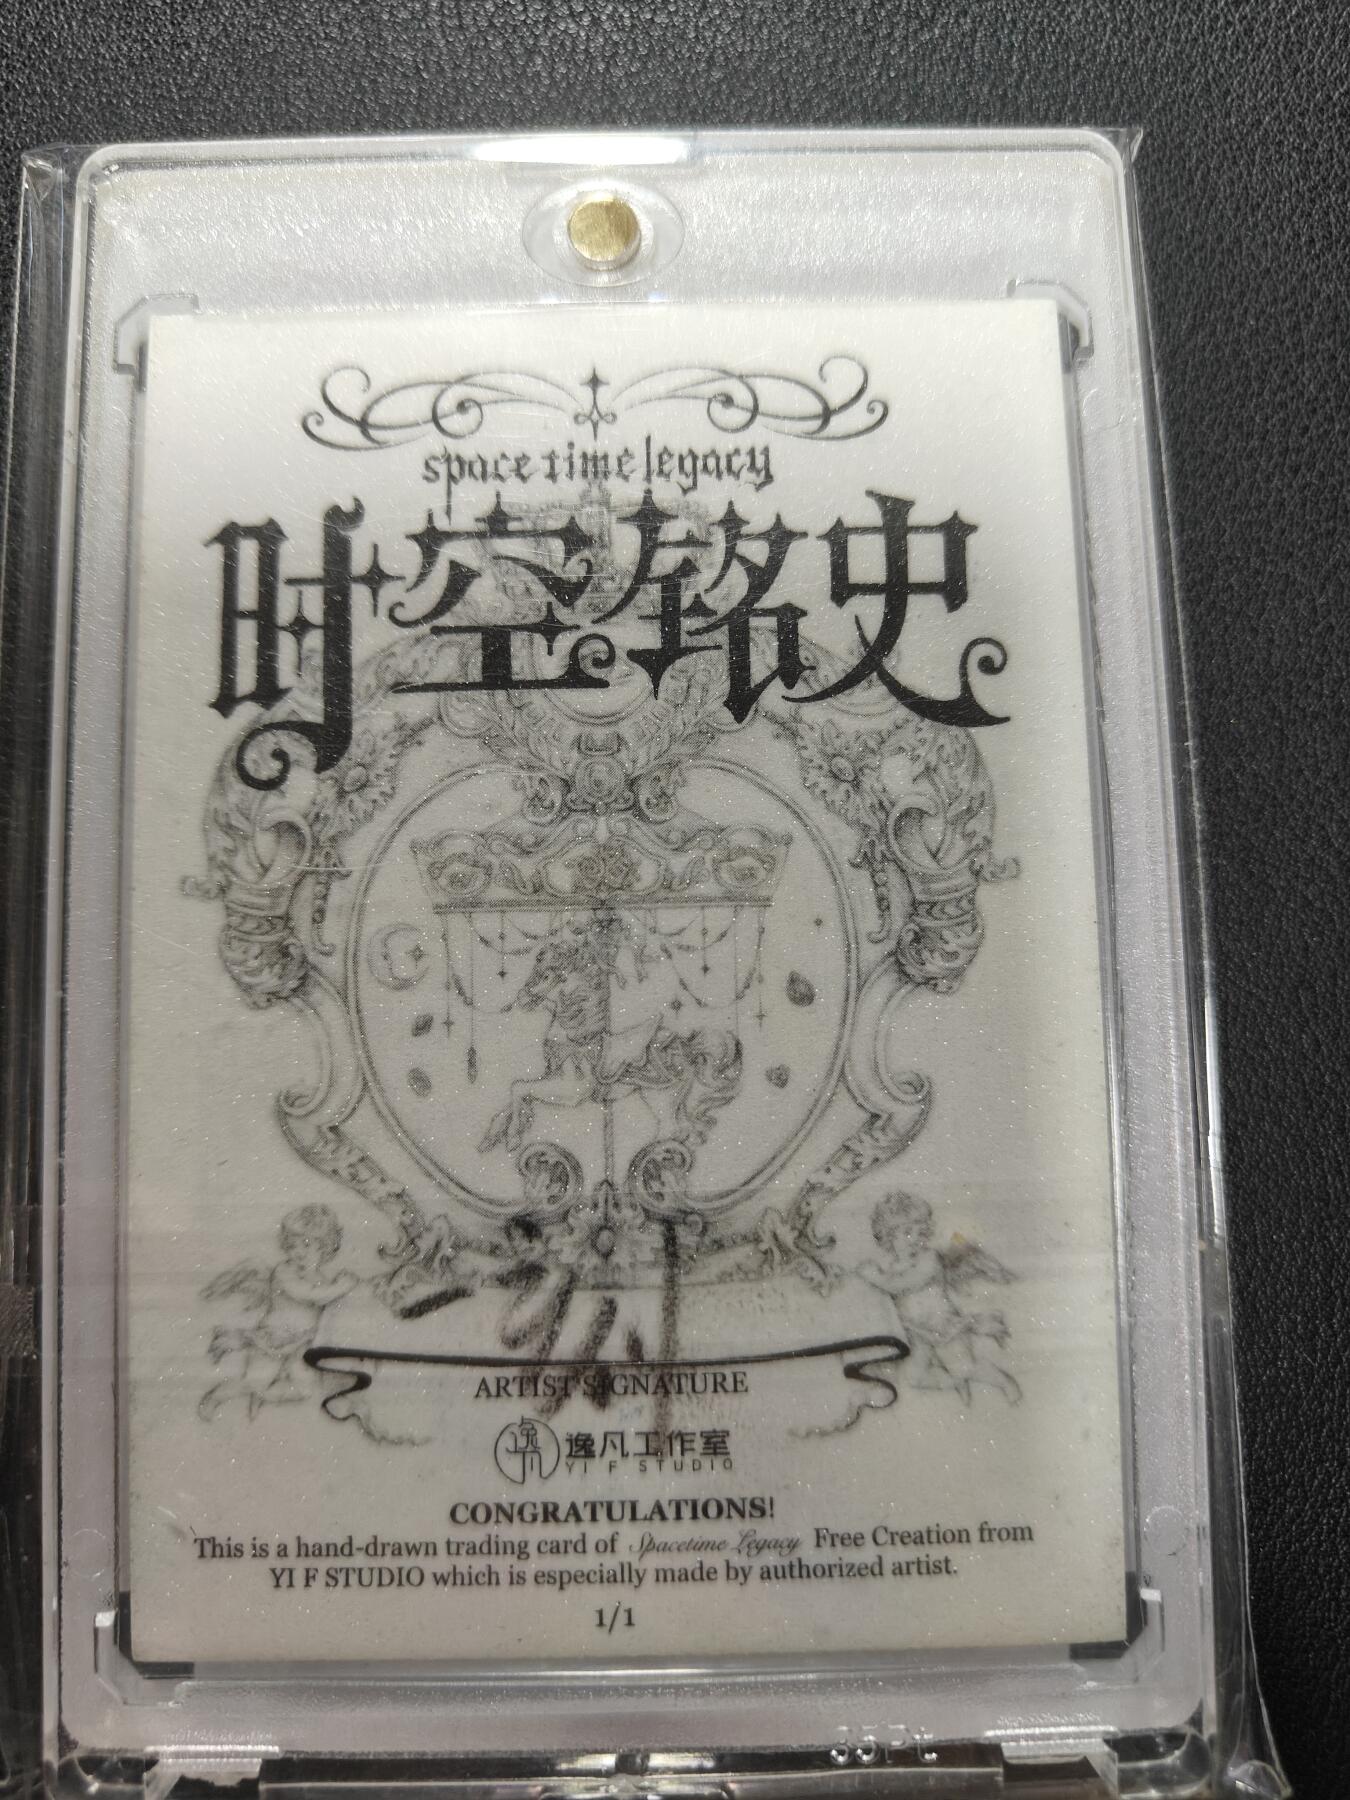 space time legacy
时空铭史
ARTIST SIGNATURE
逸凡工作室
YI F STUDIO
CONGRATULATIONS!
This is a hand-drawn trading card of Spacetime Legacy Free Creation from
YI F STUDIO which is especially made by authorized artist.
1/1
35Pt